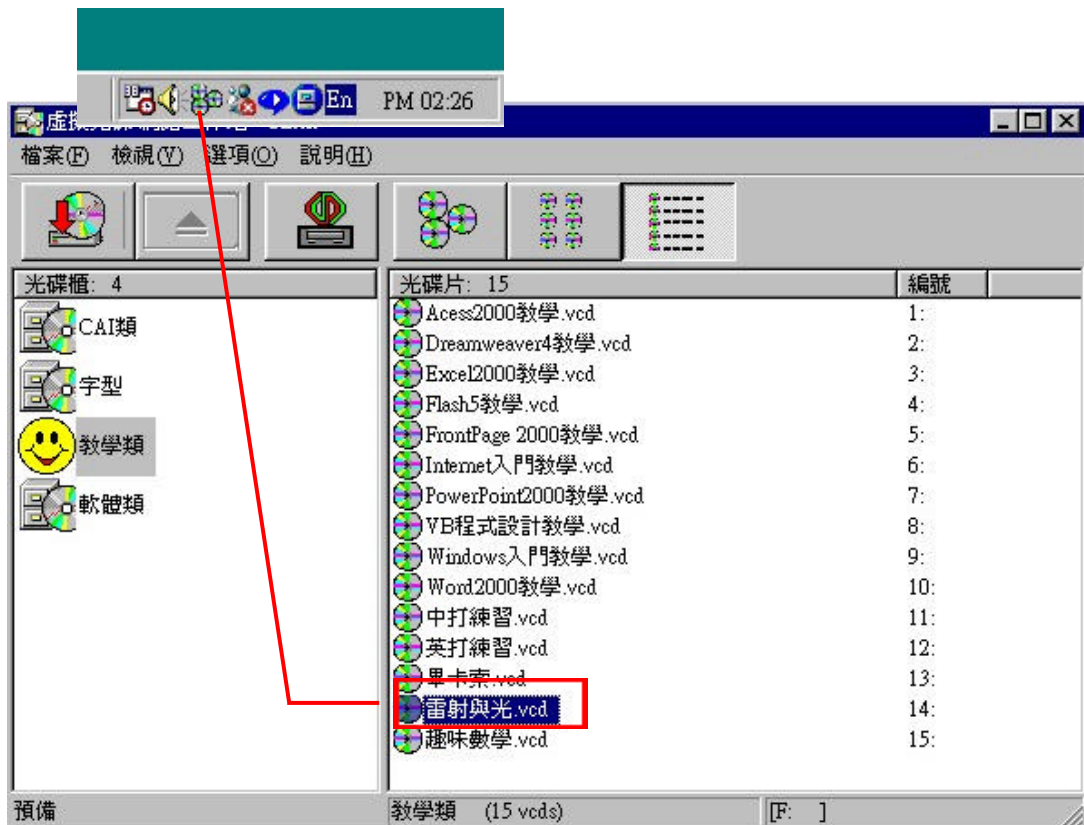 En PM 02:26
虛擬光碟
檔案(F) 檢視(V) 選項(O) 說明(H)
光碟櫃: 4
CAI類
字型
教學類
軟體類
光碟片: 15 編號
Acess2000教學.vcd 1:
Dreamweaver4教學.vcd 2:
Excel2000教學.vcd 3:
Flash5教學.vcd 4:
FrontPage 2000教學.vcd 5:
Internet入門教學.vcd 6:
PowerPoint2000教學.vcd 7:
VB程式設計教學.vcd 8:
Windows入門教學.vcd 9:
Word2000教學.vcd 10:
中打練習.vcd 11:
英打練習.vcd 12:
畢卡索.vcd 13:
雷射與光.vcd 14:
趣味數學.vcd 15:
預備 教學類 (15 vcds) [F: ]